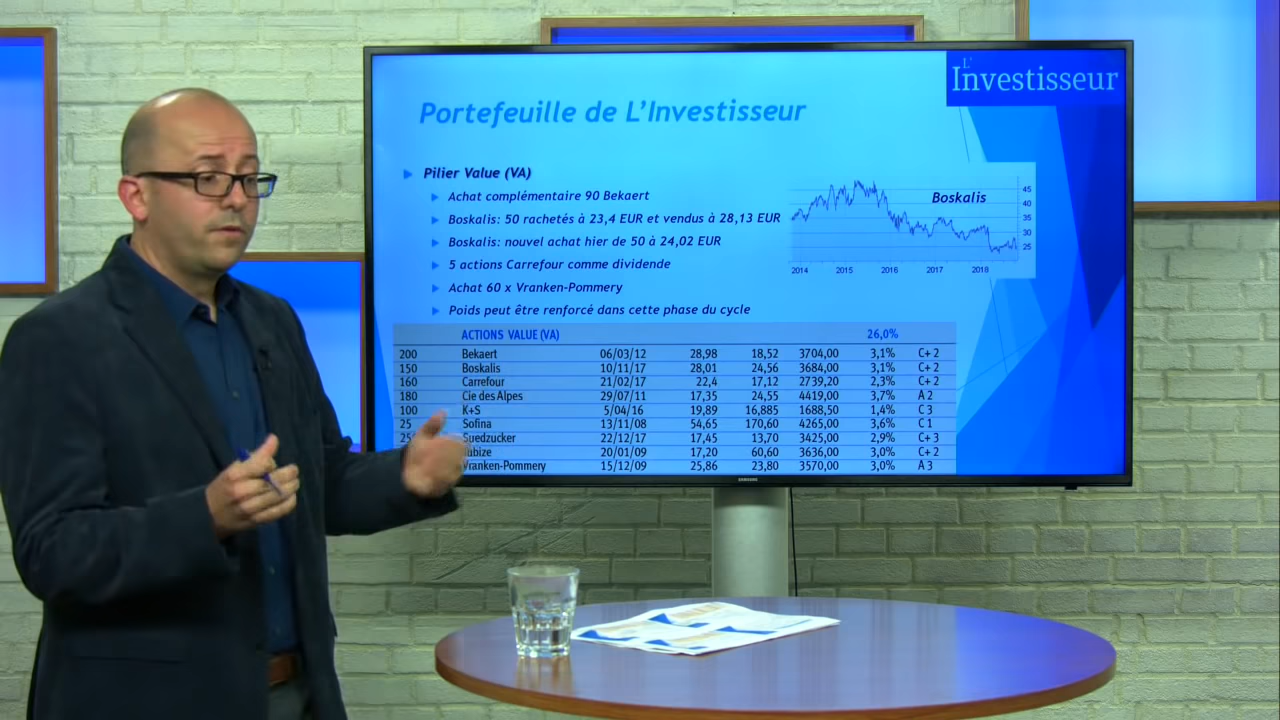 L'
Investisseur
Portefeuille de L'Investisseur
Pilier Value (VA)
Achat complémentaire 90 Bekaert
Boskalis: 50 rachetés à 23,4 EUR et vendus à 28,13 EUR
Boskalis: nouvel achat hier de 50 à 24,02 EUR
5 actions Carrefour comme dividende
Achat 60 x Vranken-Pommery
Poids peut être renforcé dans cette phase du cycle
Boskalis
45
40
35
30
25
2014 2015 2016 2017 2018
ACTIONS VALUE (VA) 26,0%
200 Bekaert 06/03/12 28,98 18,52 3704,00 3,1% C+ 2
150 Boskalis 10/11/17 28,01 24,56 3684,00 3,1% C+ 2
160 Carrefour 21/02/17 22,4 17,12 2739,20 2,3% C+ 2
180 Cie des Alpes 29/07/11 17,35 24,55 4419,00 3,7% A 2
100 K+S 5/04/16 19,89 16,885 1688,50 1,4% C 3
25 Sofina 13/11/08 54,65 170,60 4265,00 3,6% C 1
Suedzucker 22/12/17 17,45 13,70 3425,00 2,9% C+ 3
20/01/09 17,20 60,60 3636,00 3,0% C+ 2
Vranken-Pommery 15/12/09 25,86 23,80 3570,00 3,0% A 3
SAMSUNG